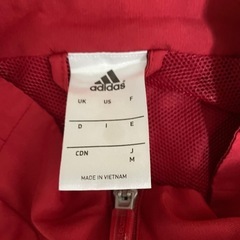 adidas
UK US F
D I E
CDN J
M
MADE IN VIETNAM